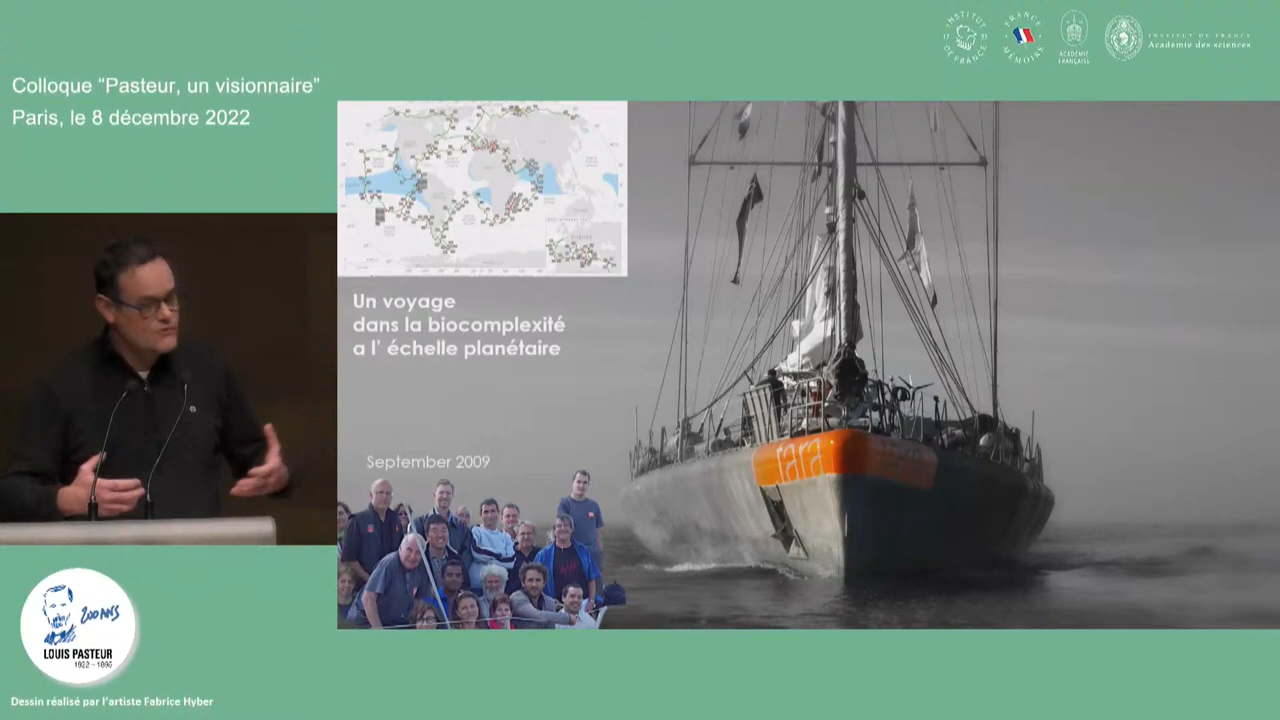 Colloque “Pasteur, un visionnaire”
Paris, le 8 décembre 2022
INSTITUT
17 95
DE FRANCE
FRANCE
MÉMOIRE
ACADÉMIE
FRANÇAISE
INSTITUT DE FRANCE
Académie des sciences
Un voyage
dans la biocomplexité
a l’ échelle planétaire
September 2009
tara
200 ANS
LOUIS PASTEUR
1822 – 1895
Dessin réalisé par l’artiste Fabrice Hyber